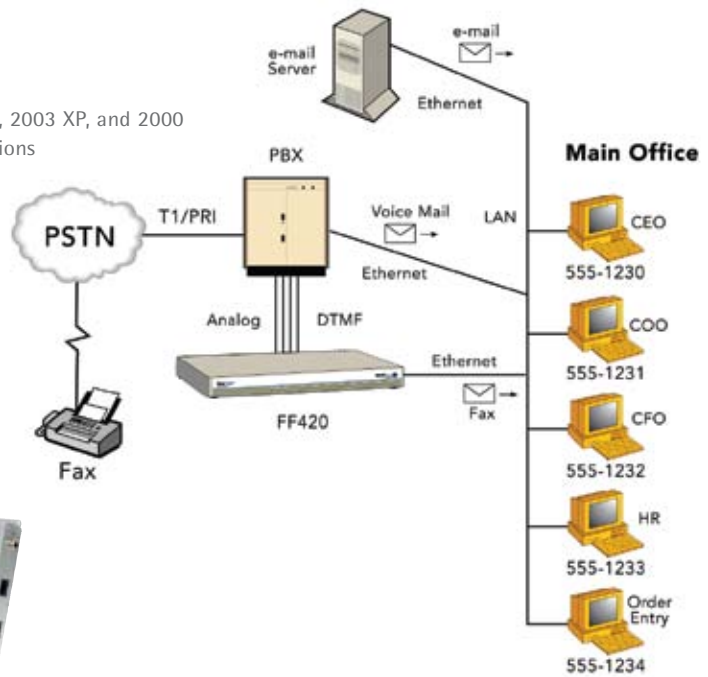 e-mail
e-mail
Server
Ethernet
, 2003 XP, and 2000
ions
PBX
Main Office
PSTN
T1/PRI
Voice Mail
LAN
CEO
555-1230
Ethernet
Analog
DTMF
COO
555-1231
Ethernet
Fax
FF420
CFO
555-1232
Fax
HR
555-1233
Order
Entry
555-1234